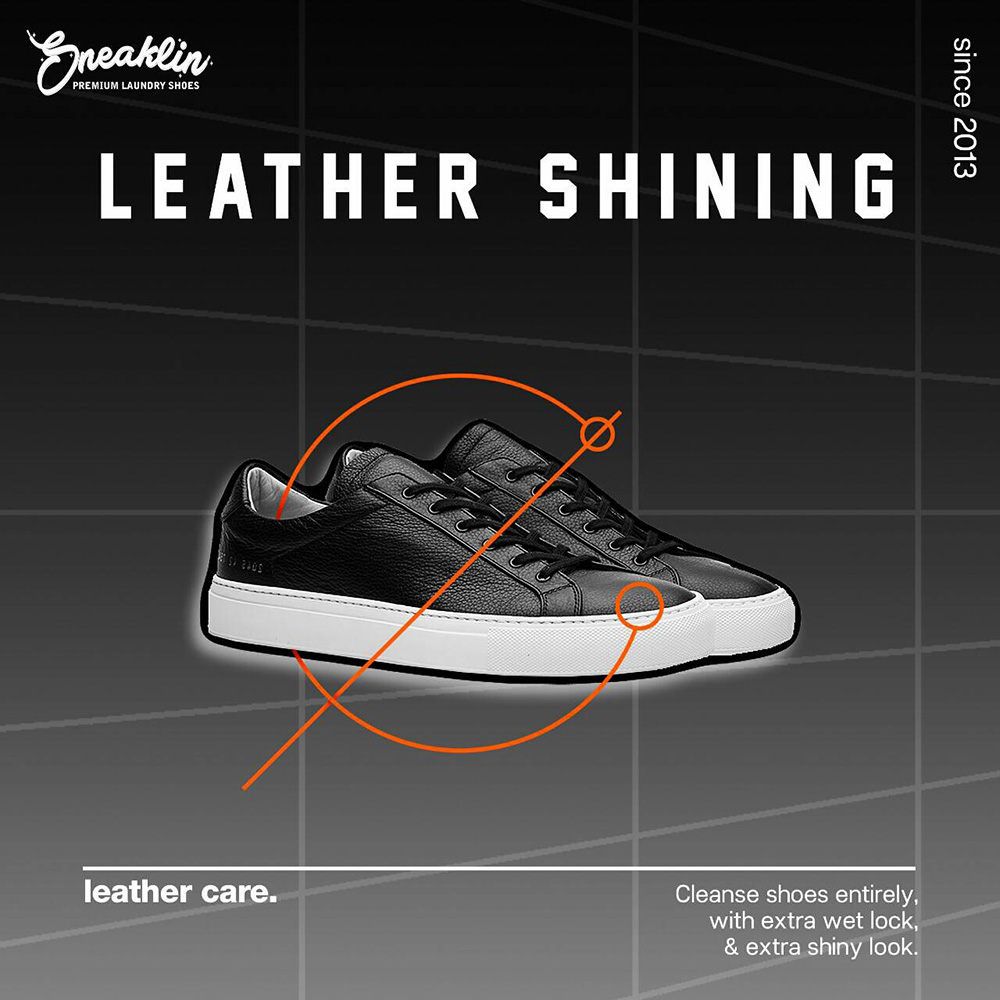 Sneaklin
PREMIUM LAUNDRY SHOES
since 2013
LEATHER SHINING
leather care.
Cleanse shoes entirely,
with extra wet lock,
& extra shiny look.